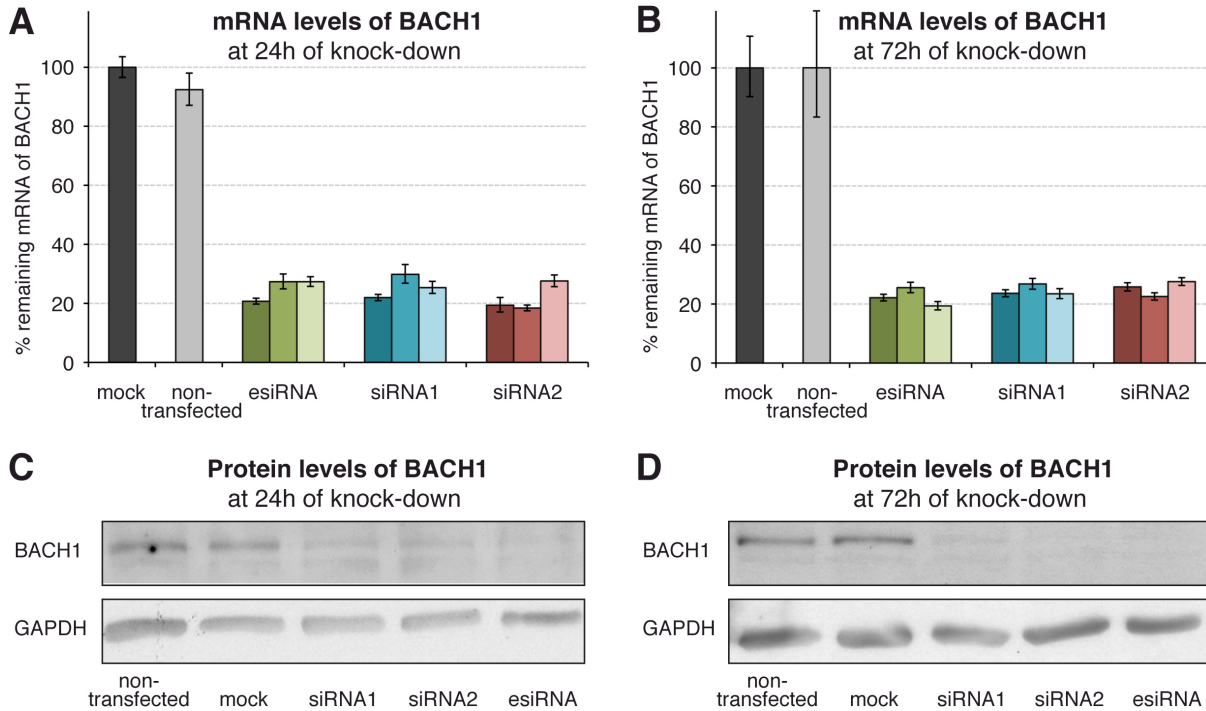 A
mRNA levels of BACH1
at 24h of knock-down
% remaining mRNA of BACH1
100
80
60
40
20
0
mock
non-
transfected
esiRNA
siRNA1
siRNA2
B
mRNA levels of BACH1
at 72h of knock-down
% remaining mRNA of BACH1
100
80
60
40
20
0
mock
non-
transfected
esiRNA
siRNA1
siRNA2
C
Protein levels of BACH1
at 24h of knock-down
BACH1
GAPDH
non-
transfected
mock
siRNA1
siRNA2
esiRNA
D
Protein levels of BACH1
at 72h of knock-down
BACH1
GAPDH
non-
transfected
mock
siRNA1
siRNA2
esiRNA